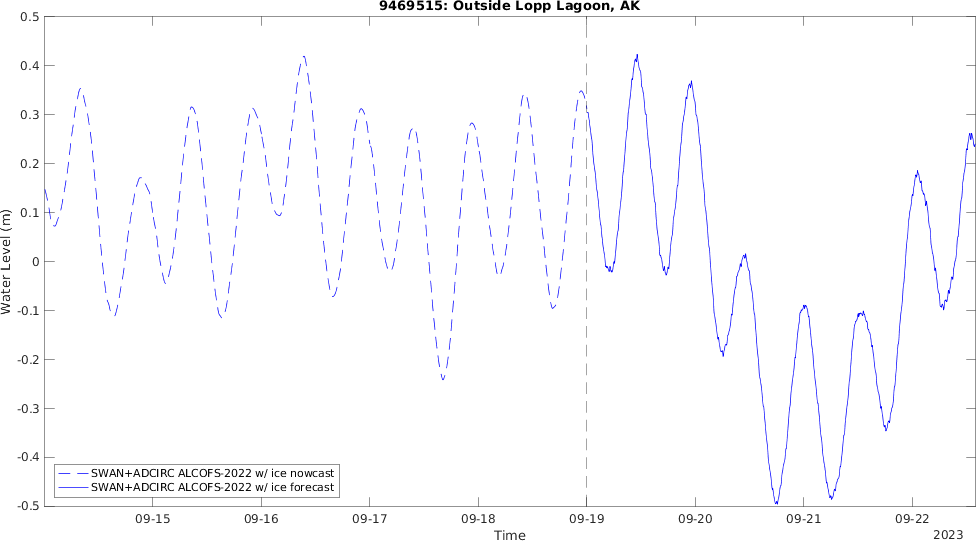 9469515: Outside Lopp Lagoon, AK
0.5
0.4
0.3
0.2
0.1
0
-0.1
-0.2
-0.3
-0.4
-0.5
Water Level (m)
SWAN+ADCIRC ALCOFS-2022 w/ ice nowcast
SWAN+ADCIRC ALCOFS-2022 w/ ice forecast
09-15 09-16 09-17 09-18 09-19 09-20 09-21 09-22
Time
2023